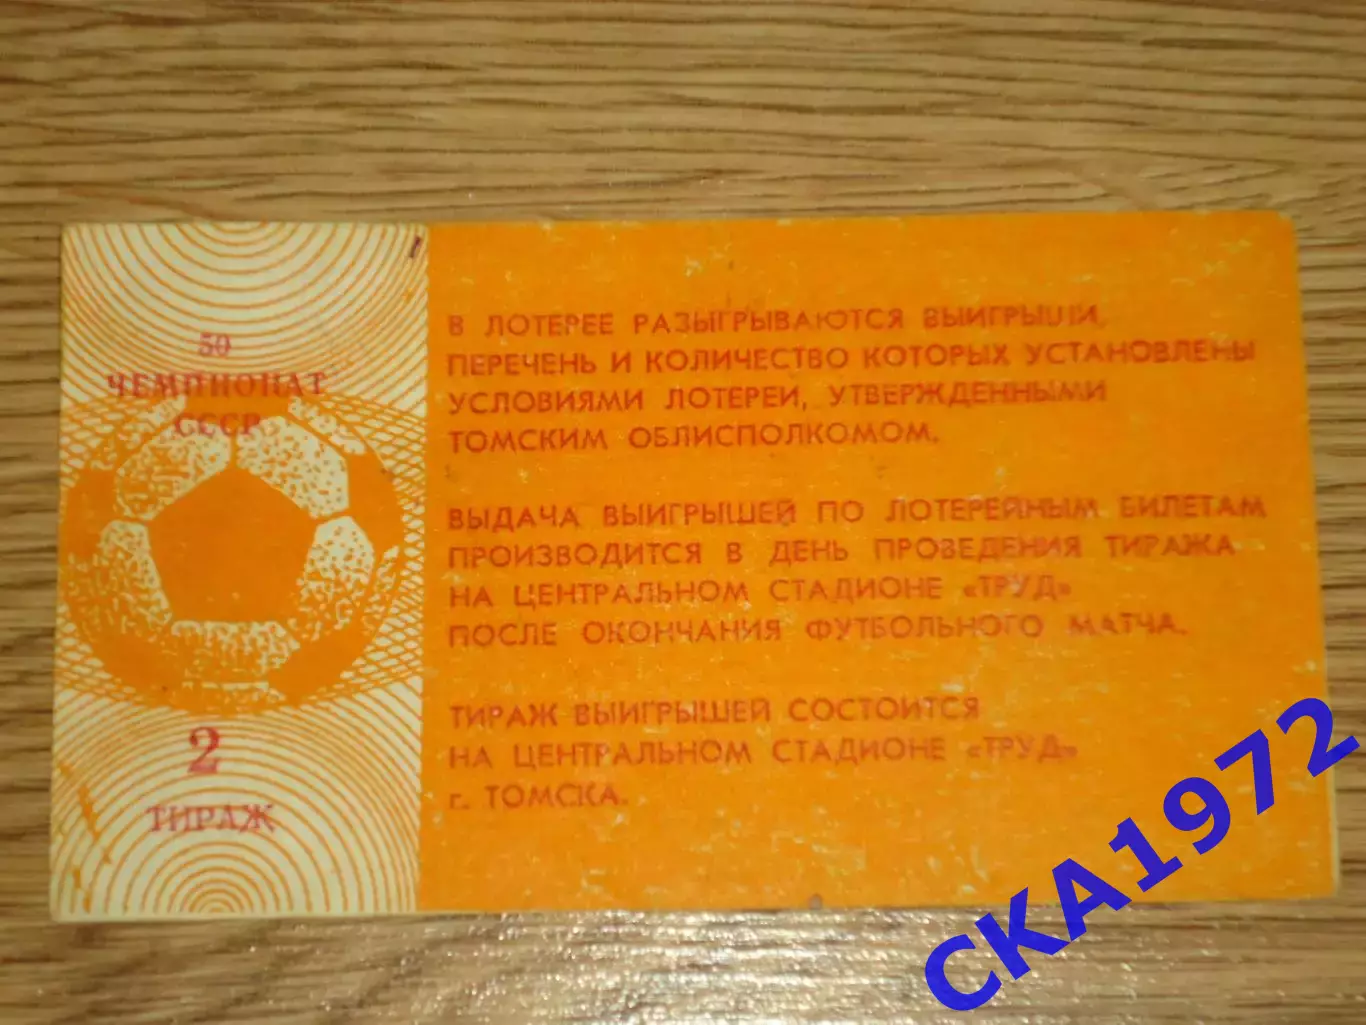 50
ЧЕМПИОНАТ
СССР
2
ТИРАЖ
В ЛОТЕРЕЕ РАЗЫГРЫВАЮТСЯ ВЫИГРЫШИ,
ПЕРЕЧЕНЬ И КОЛИЧЕСТВО КОТОРЫХ УСТАНОВЛЕНЫ
УСЛОВИЯМИ ЛОТЕРЕИ, УТВЕРЖДЕННЫМИ
ТОМСКИМ ОБЛИСПОЛКОМОМ.
ВЫДАЧА ВЫИГРЫШЕЙ ПО ЛОТЕРЕЙНЫМ БИЛЕТАМ
ПРОИЗВОДИТСЯ В ДЕНЬ ПРОВЕДЕНИЯ ТИРАЖА
НА ЦЕНТРАЛЬНОМ СТАДИОНЕ «ТРУД»
ПОСЛЕ ОКОНЧАНИЯ ФУТБОЛЬНОГО МАТЧА.
ТИРАЖ ВЫИГРЫШЕЙ СОСТОИТСЯ
НА ЦЕНТРАЛЬНОМ СТАДИОНЕ «ТРУД»
г. ТОМСКА.
СКА1972